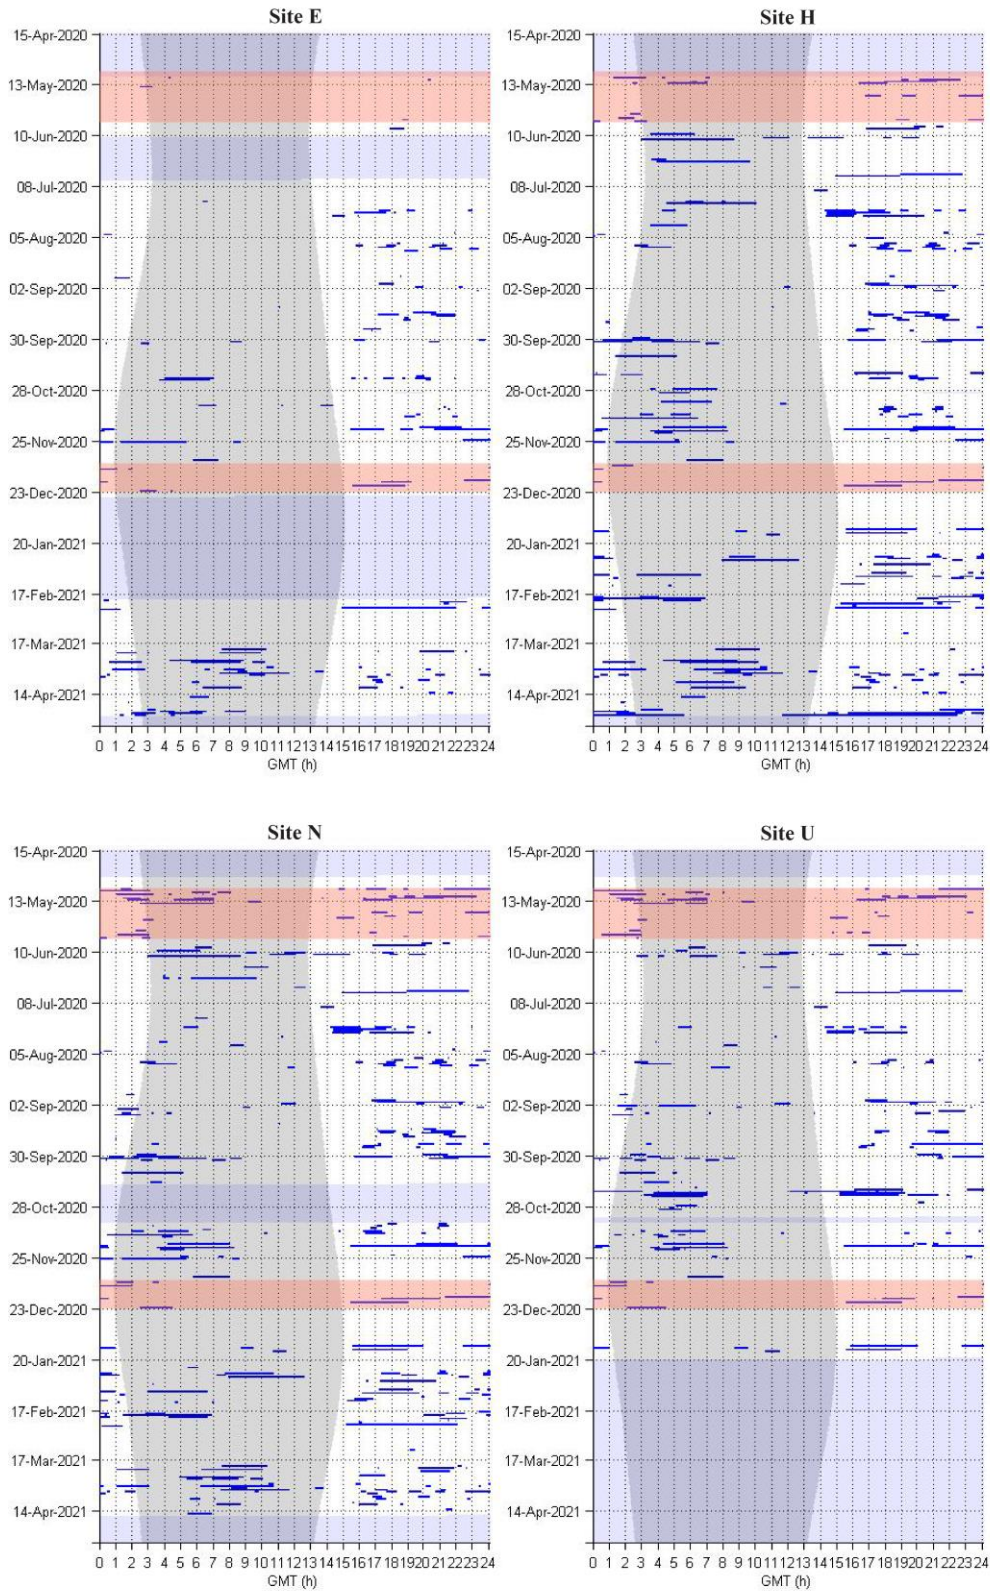 Site E
15-Apr-2020
13-May-2020
10-Jun-2020
08-Jul-2020
05-Aug-2020
02-Sep-2020
30-Sep-2020
28-Oct-2020
25-Nov-2020
23-Dec-2020
20-Jan-2021
17-Feb-2021
17-Mar-2021
14-Apr-2021
0 1 2 3 4 5 6 7 8 9 10 11 12 13 14 15 16 17 18 19 20 21 22 23 24
GMT (h)
Site H
15-Apr-2020
13-May-2020
10-Jun-2020
08-Jul-2020
05-Aug-2020
02-Sep-2020
30-Sep-2020
28-Oct-2020
25-Nov-2020
23-Dec-2020
20-Jan-2021
17-Feb-2021
17-Mar-2021
14-Apr-2021
0 1 2 3 4 5 6 7 8 9 10 11 12 13 14 15 16 17 18 19 20 21 22 23 24
GMT (h)
Site N
15-Apr-2020
13-May-2020
10-Jun-2020
08-Jul-2020
05-Aug-2020
02-Sep-2020
30-Sep-2020
28-Oct-2020
25-Nov-2020
23-Dec-2020
20-Jan-2021
17-Feb-2021
17-Mar-2021
14-Apr-2021
0 1 2 3 4 5 6 7 8 9 10 11 12 13 14 15 16 17 18 19 20 21 22 23 24
GMT (h)
Site U
15-Apr-2020
13-May-2020
10-Jun-2020
08-Jul-2020
05-Aug-2020
02-Sep-2020
30-Sep-2020
28-Oct-2020
25-Nov-2020
23-Dec-2020
20-Jan-2021
17-Feb-2021
17-Mar-2021
14-Apr-2021
0 1 2 3 4 5 6 7 8 9 10 11 12 13 14 15 16 17 18 19 20 21 22 23 24
GMT (h)